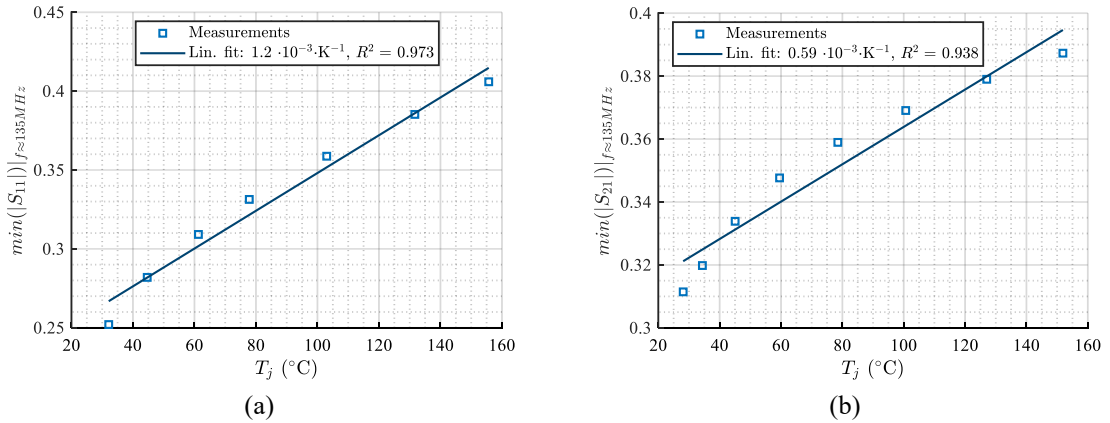 Measurements
Lin. fit: 1.2 ·10⁻³·K⁻¹, R² = 0.973
min(|S₁₁|)|f≈135MHz
0.45
0.4
0.35
0.3
0.25
20 40 60 80 100 120 140 160
Tⱼ (°C)
(a)
Measurements
Lin. fit: 0.59 ·10⁻³·K⁻¹, R² = 0.938
min(|S₂₁|)|f≈135MHz
0.4
0.38
0.36
0.34
0.32
0.3
20 40 60 80 100 120 140 160
Tⱼ (°C)
(b)